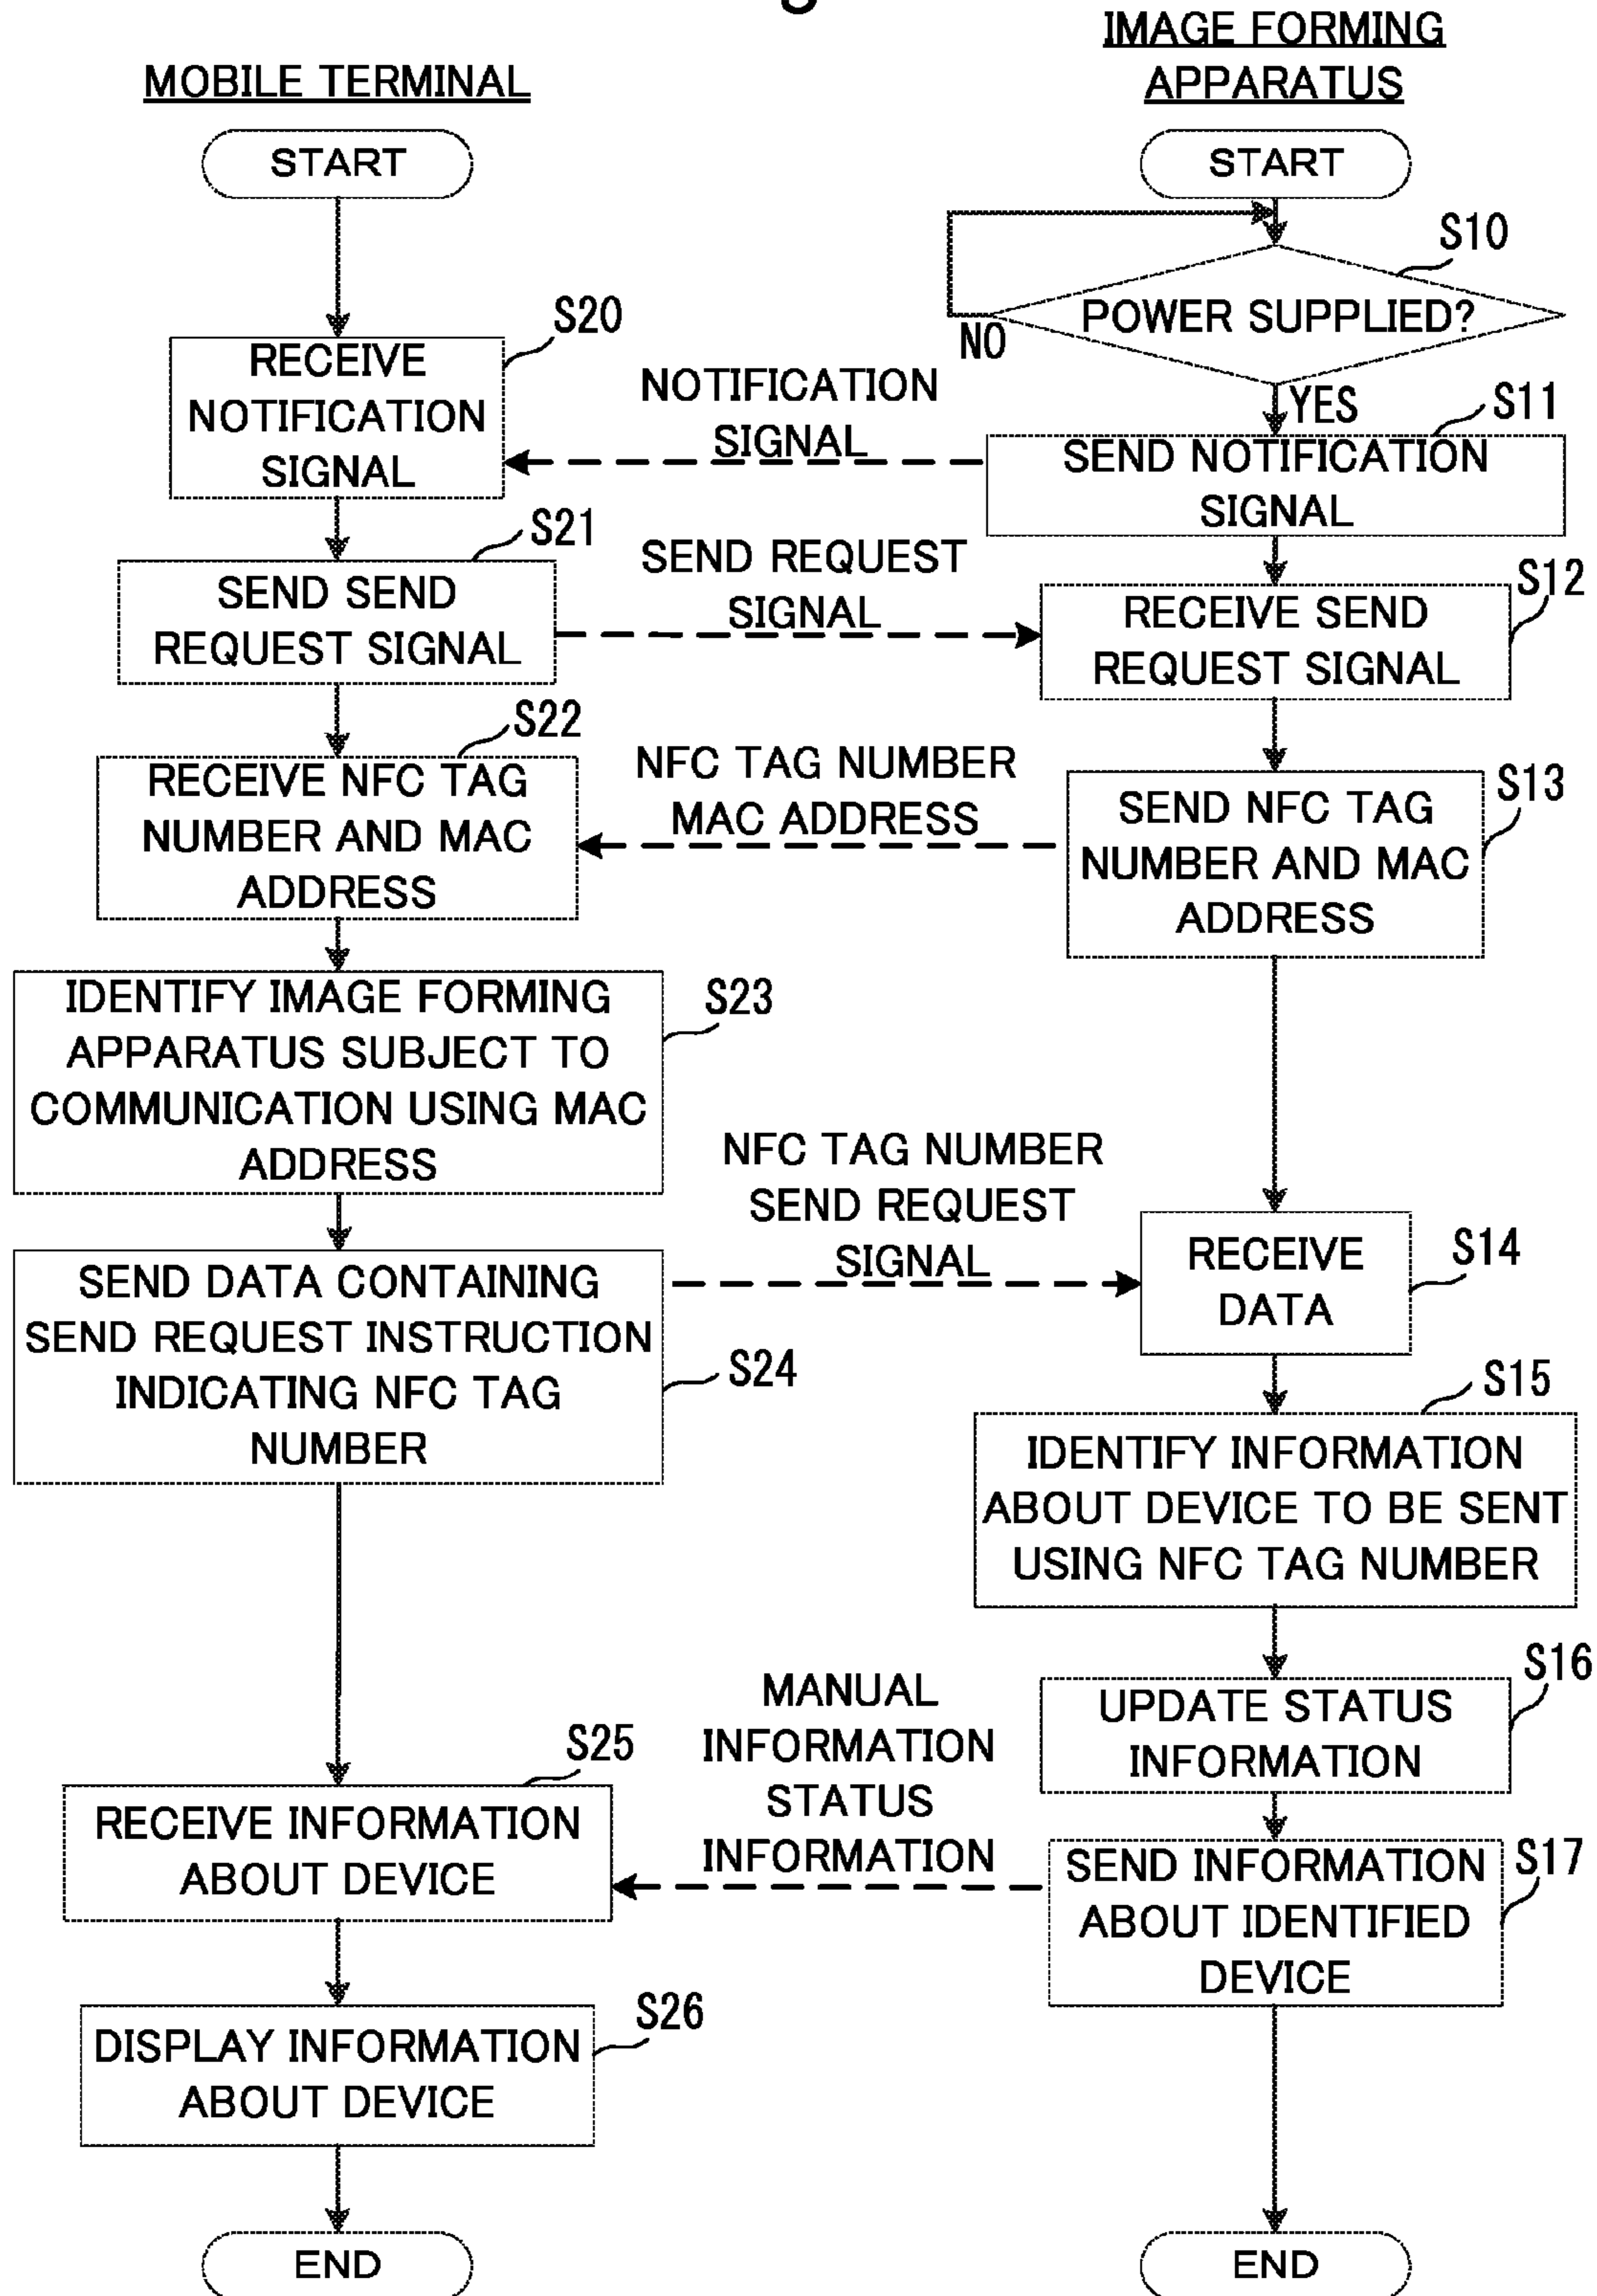 MOBILE TERMINAL
START
S20
RECEIVE
NOTIFICATION
SIGNAL
S21
SEND SEND
REQUEST SIGNAL
S22
RECEIVE NFC TAG
NUMBER AND MAC
ADDRESS
IDENTIFY IMAGE FORMING
APPARATUS SUBJECT TO
COMMUNICATION USING MAC
ADDRESS
S23
SEND DATA CONTAINING
SEND REQUEST INSTRUCTION
INDICATING NFC TAG
NUMBER
S24
S25
RECEIVE INFORMATION
ABOUT DEVICE
S26
DISPLAY INFORMATION
ABOUT DEVICE
END
NOTIFICATION
SIGNAL
SEND REQUEST
SIGNAL
NFC TAG NUMBER
MAC ADDRESS
NFC TAG NUMBER
SEND REQUEST
SIGNAL
MANUAL
INFORMATION
STATUS
INFORMATION
IMAGE FORMING
APPARATUS
START
S10
POWER SUPPLIED?
NO
YES
S11
SEND NOTIFICATION
SIGNAL
S12
RECEIVE SEND
REQUEST SIGNAL
S13
SEND NFC TAG
NUMBER AND MAC
ADDRESS
S14
RECEIVE
DATA
S15
IDENTIFY INFORMATION
ABOUT DEVICE TO BE SENT
USING NFC TAG NUMBER
S16
UPDATE STATUS
INFORMATION
S17
SEND INFORMATION
ABOUT IDENTIFIED
DEVICE
END